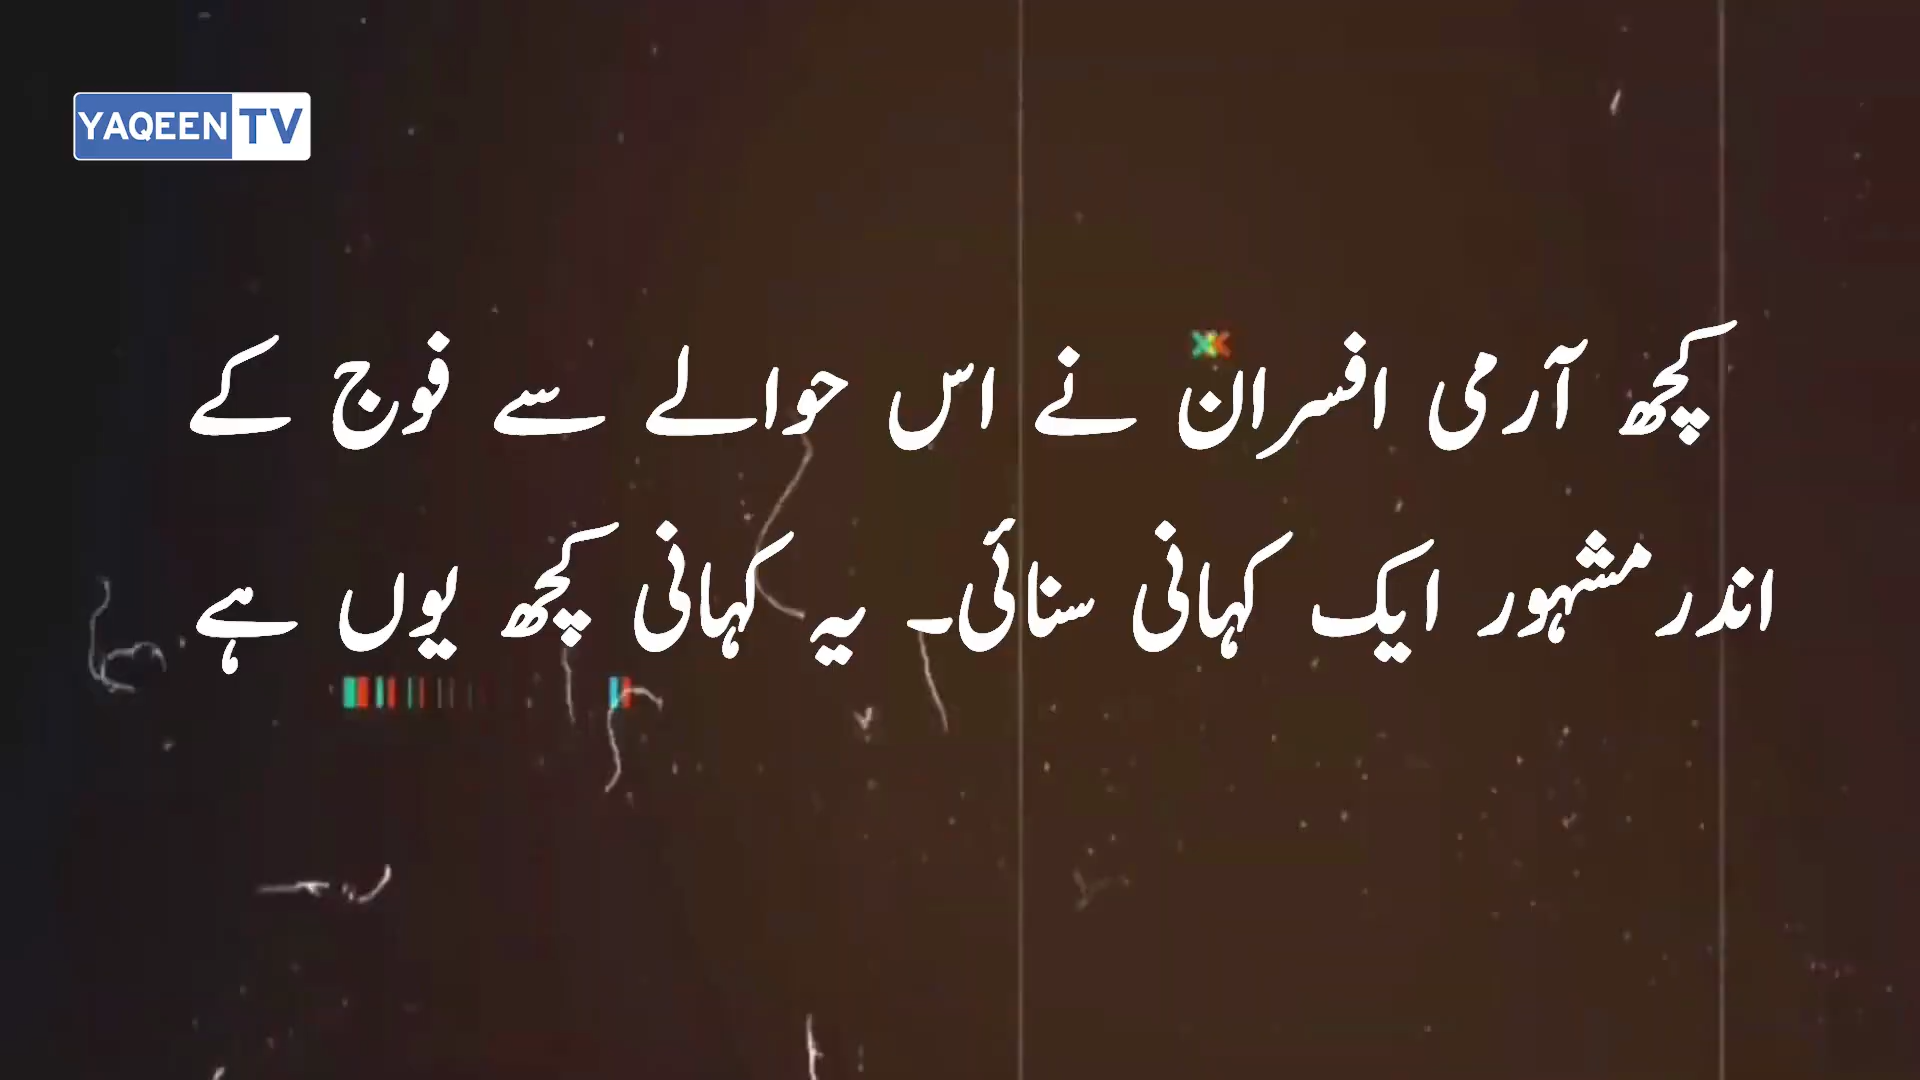 YAQEEN TV
کچھ آرمی افسران نے اس حوالے سے فوج کے
اندر مشہور ایک کہانی سنائی۔ یہ کہانی کچھ یوں ہے